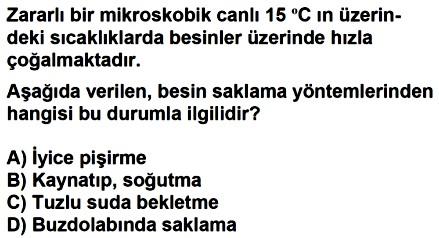 Zararlı bir mikroskobik canlı 15 ºC ın üzerin-
deki sıcaklıklarda besinler üzerinde hızla
çoğalmaktadır.
Aşağıda verilen, besin saklama yöntemlerinden
hangisi bu durumla ilgilidir?
A) İyice pişirme
B) Kaynatıp, soğutma
C) Tuzlu suda bekletme
D) Buzdolabında saklama